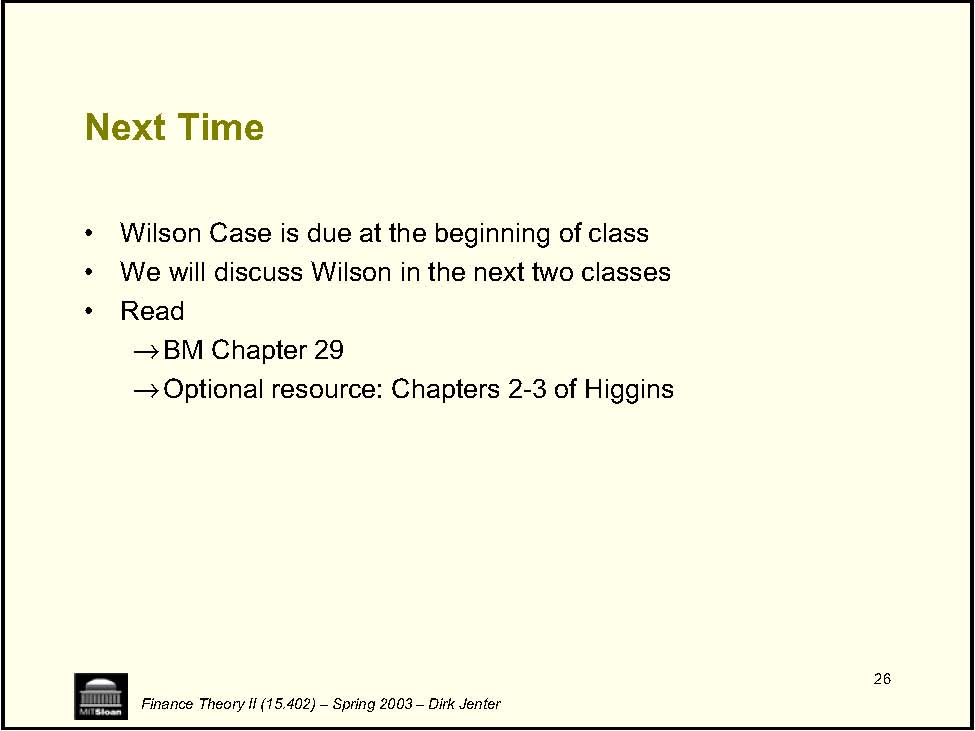 Next Time
• Wilson Case is due at the beginning of class
• We will discuss Wilson in the next two classes
• Read
→BM Chapter 29
→Optional resource: Chapters 2-3 of Higgins
26
MITSloan
Finance Theory II (15.402) – Spring 2003 – Dirk Jenter